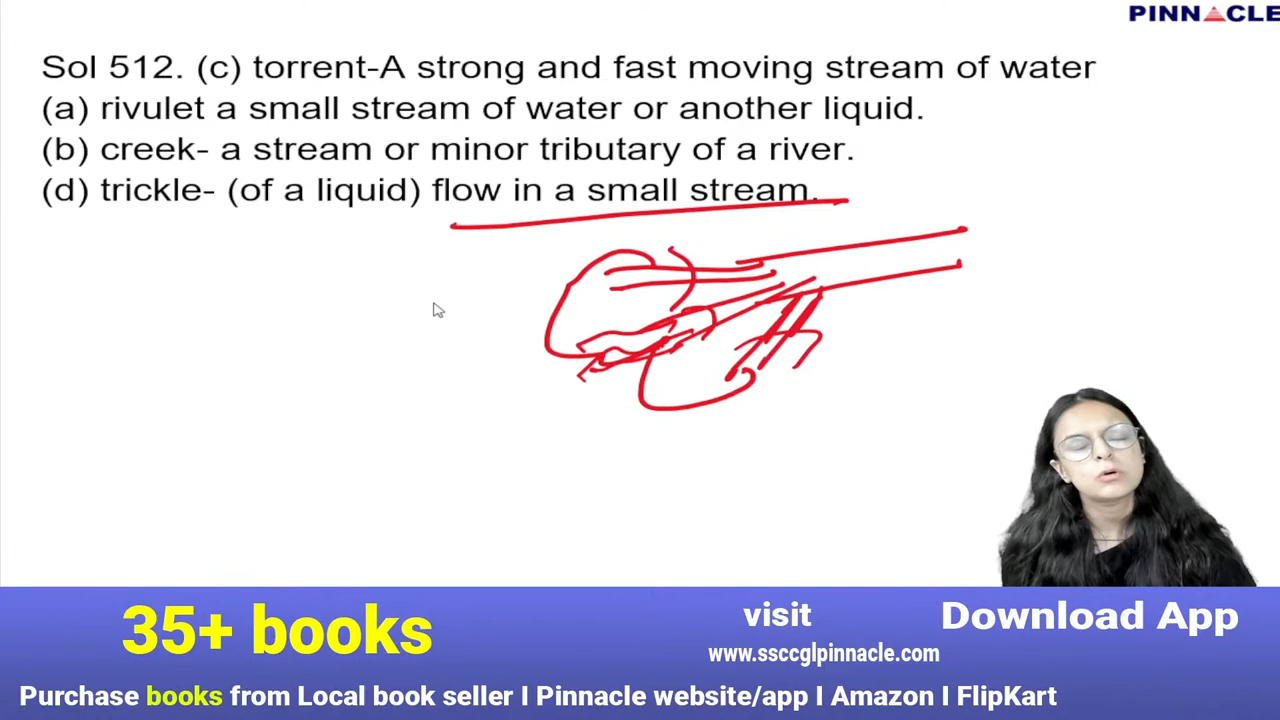 PINNACLE
Sol 512. (c) torrent-A strong and fast moving stream of water
(a) rivulet a small stream of water or another liquid.
(b) creek- a stream or minor tributary of a river.
(d) trickle- (of a liquid) flow in a small stream.
35+ books
visit
www.ssccglpinnacle.com
Download App
Purchase books from Local book seller I Pinnacle website/app I Amazon I FlipKart